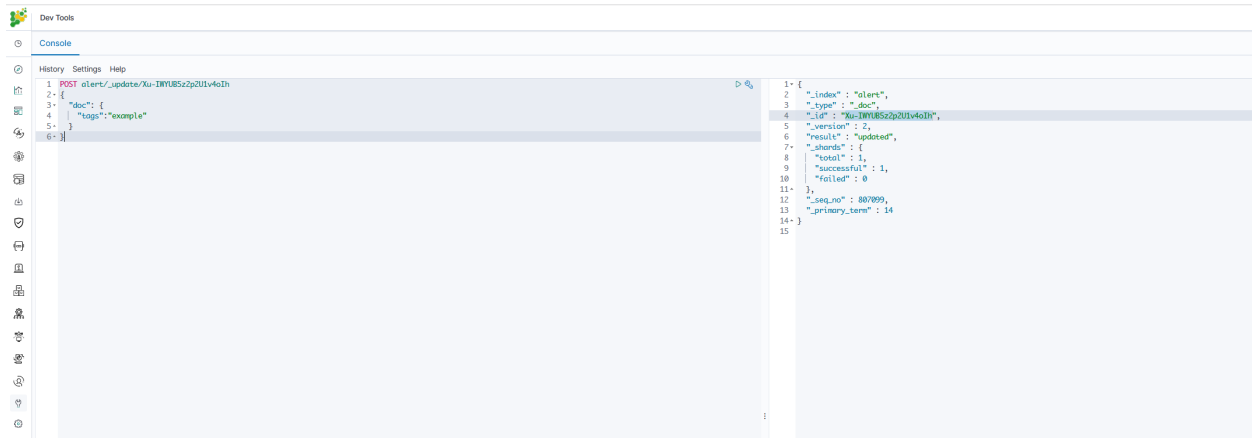 Dev Tools
Console
History Settings Help
1 POST alert/_update/Xu-IWYUBSz2p2U1v4oIh
2 {
3 "doc": {
4 "tags":"example"
5 }
6 }
1 {
2 "_index" : "alert",
3 "_type" : "_doc",
4 "_id" : "Xu-IWYUBSz2p2U1v4oIh",
5 "_version" : 2,
6 "result" : "updated",
7 "_shards" : {
8 "total" : 1,
9 "successful" : 1,
10 "failed" : 0
11 },
12 "_seq_no" : 807099,
13 "_primary_term" : 14
14 }
15